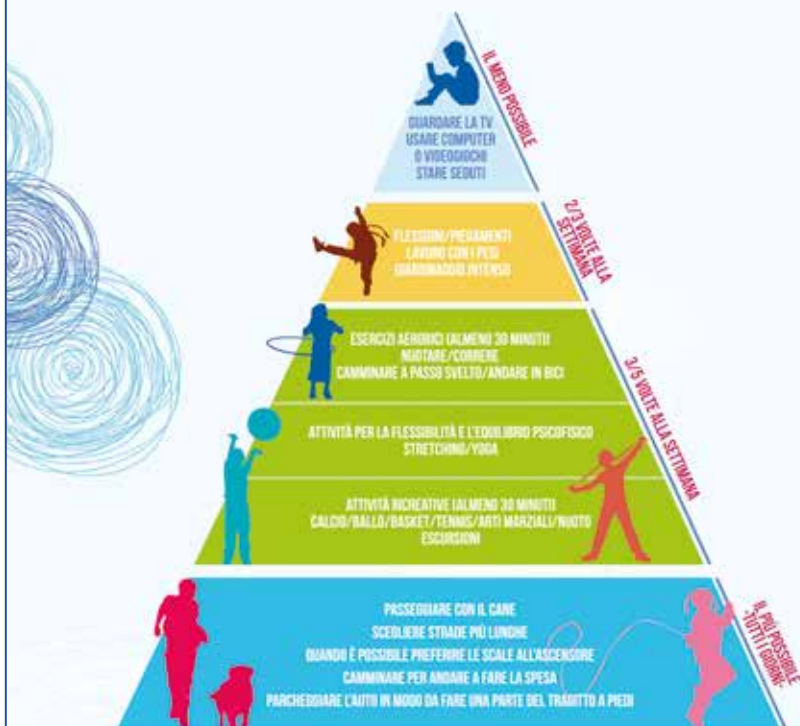 IL MENO POSSIBILE
GUARDARE LA TV
USARE COMPUTER
O VIDEOGIOCHI
STARE SEDUTI
2/3 VOLTE ALLA
SETTIMANA
FLESSIONI/PIEGAMENTI
LAVORO CON I PESI
GIARDINAGGIO INTENSO
3/5 VOLTE ALLA SETTIMANA
ESERCIZI AEROBICI (ALMENO 30 MINUTI)
NUOTARE/CORRERE
CAMMINARE A PASSO SVELTO/ANDARE IN BICI
ATTIVITÀ PER LA FLESSIBILITÀ E L'EQUILIBRIO PSICOFISICO
STRETCHING/YOGA
ATTIVITÀ RICREATIVE (ALMENO 30 MINUTI)
CALCIO/BALLO/BASKET/TENNIS/ARTI MARZIALI/NUOTO
ESCURSIONI
IL PIÙ POSSIBILE
-TUTTI I GIORNI-
PASSEGGIARE CON IL CANE
SCEGLIERE STRADE PIÙ LUNGHE
QUANDO È POSSIBILE PREFERIRE LE SCALE ALL'ASCENSORE
CAMMINARE PER ANDARE A FARE LA SPESA
PARCHEGGIARE L'AUTO IN MODO DA FARE UNA PARTE DEL TRAGITTO A PIEDI